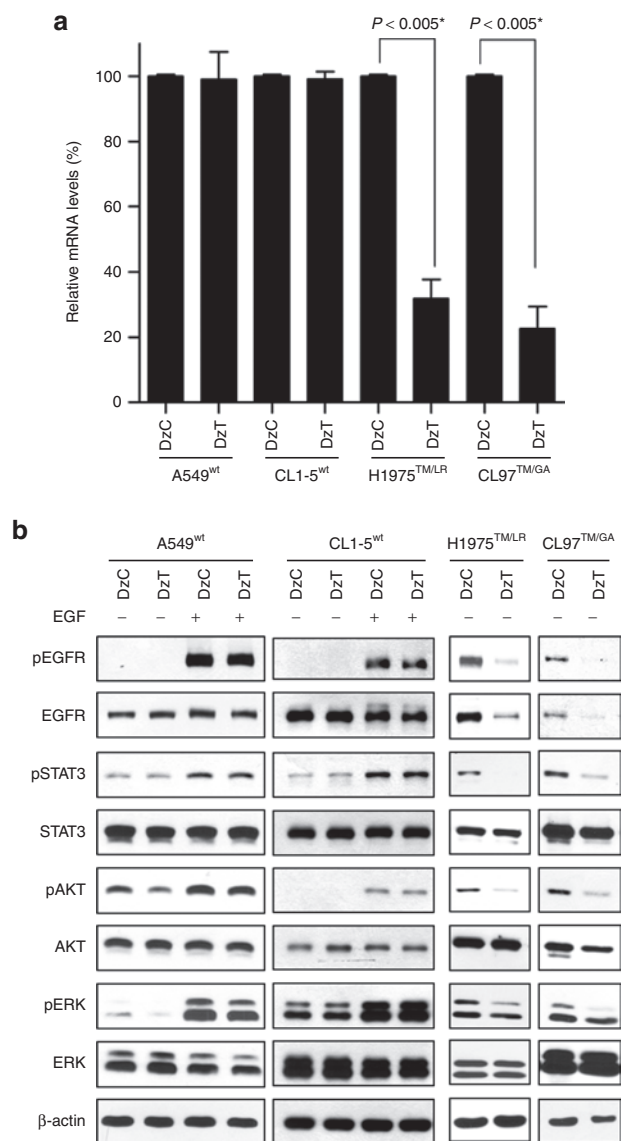 a
P < 0.005*    P < 0.005*
Relative mRNA levels (%)
100
80
60
40
20
0
DzC DzT DzC DzT DzC DzT DzC DzT
A549wt CL1-5wt H1975TM/LR CL97TM/GA
b
A549wt CL1-5wt H1975TM/LR CL97TM/GA
DzC DzT DzC DzT DzC DzT DzC DzT DzC DzT DzC DzT
EGF – – + + – – + + – – – –
pEGFR
EGFR
pSTAT3
STAT3
pAKT
AKT
pERK
ERK
β-actin